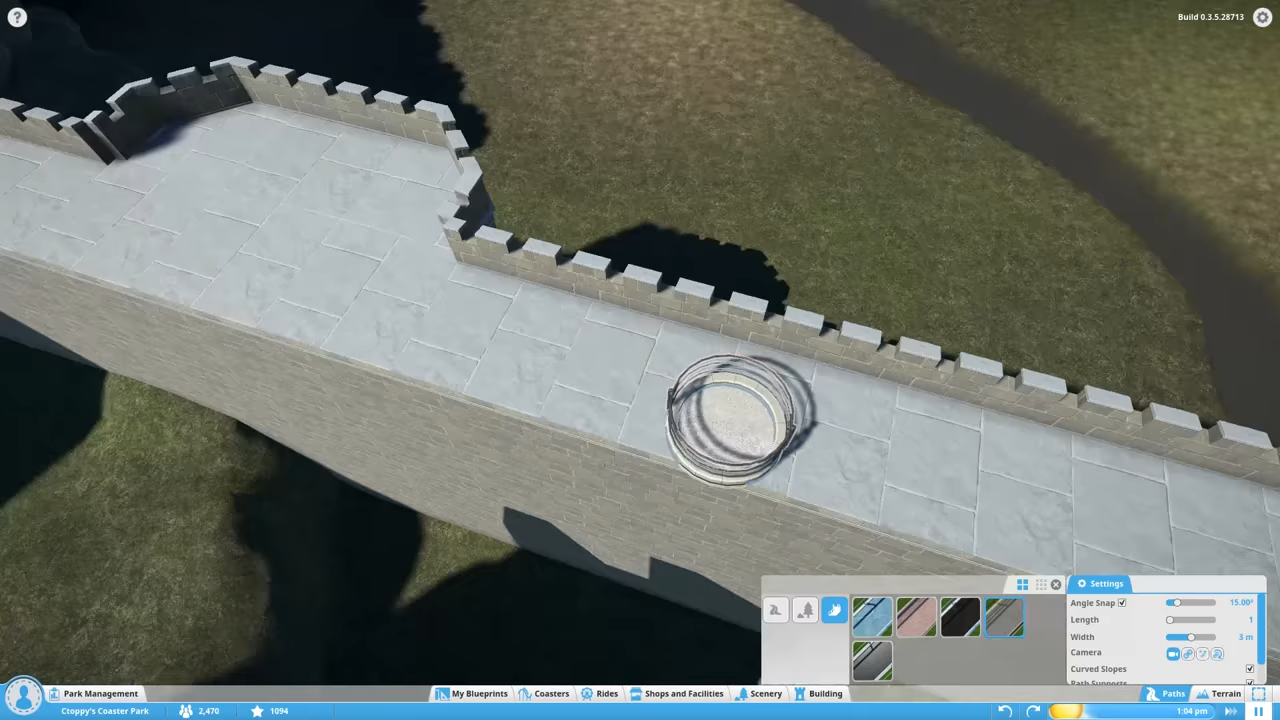 ?
Build 0.3.5.28713
Settings
Angle Snap
15.00°
Length
1
Width
3 m
Camera
Curved Slopes
Path Supports
Park Management
My Blueprints
Coasters
Rides
Shops and Facilities
Scenery
Building
Paths
Terrain
Ctoppy's Coaster Park
2,470
1094
1:04 pm